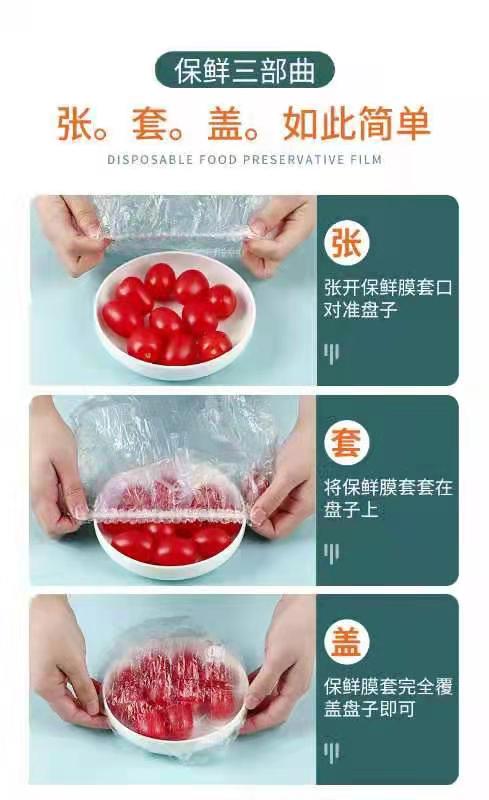 保鲜三部曲
张。套。盖。如此简单
DISPOSABLE FOOD PRESERVATIVE FILM
张
张开保鲜膜套口
对准盘子
套
将保鲜膜套套在
盘子上
盖
保鲜膜套完全覆
盖盘子即可